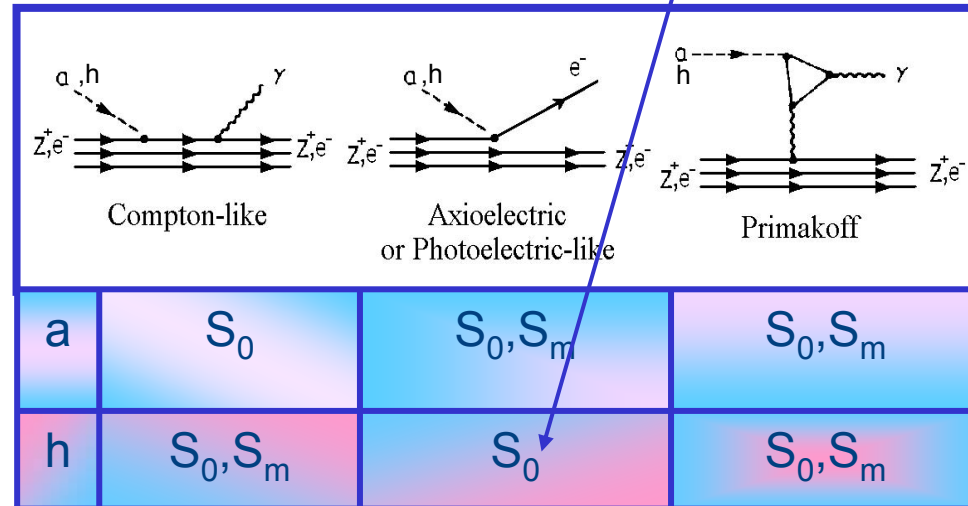 a ,h γ
Z,e⁺⁻ Z,e⁺⁻
Compton-like
a ,h e⁻
Z,e⁺⁻ Z,e⁻
Axioelectric
or Photoelectric-like
a
h γ
Z,e⁺⁻ Z,e⁺⁻
Primakoff
a S₀ S₀,Sₘ S₀,Sₘ
h S₀,Sₘ S₀ S₀,Sₘ